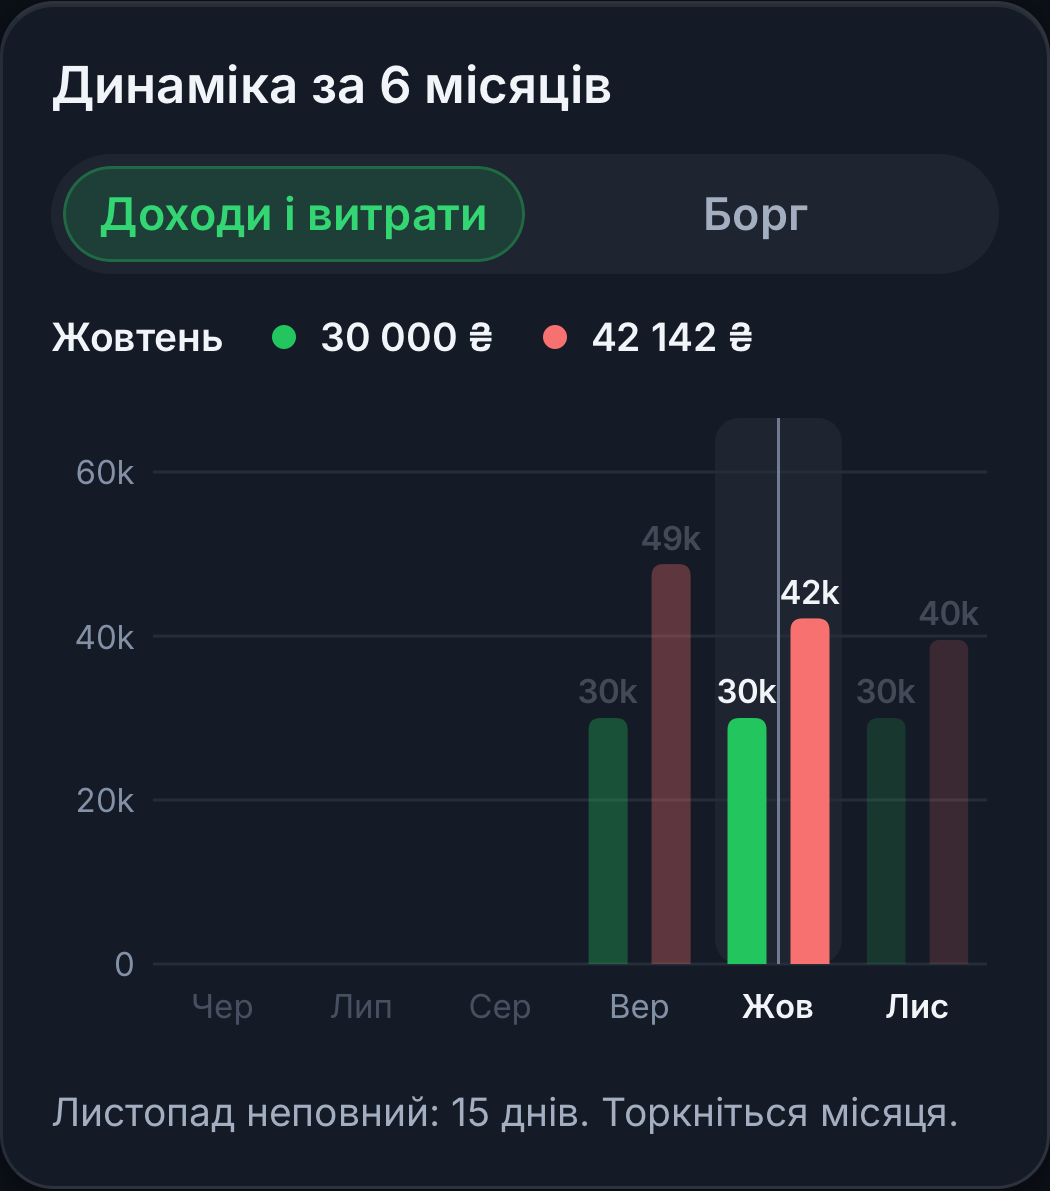 Динаміка за 6 місяців
Доходи і витрати
Борг
Жовтень 30 000 ₴ 42 142 ₴
60k
49k
42k
40k
40k
30k 30k 30k
20k
0
Чер Лип Сер Вер Жов Лис
Листопад неповний: 15 днів. Торкніться місяця.